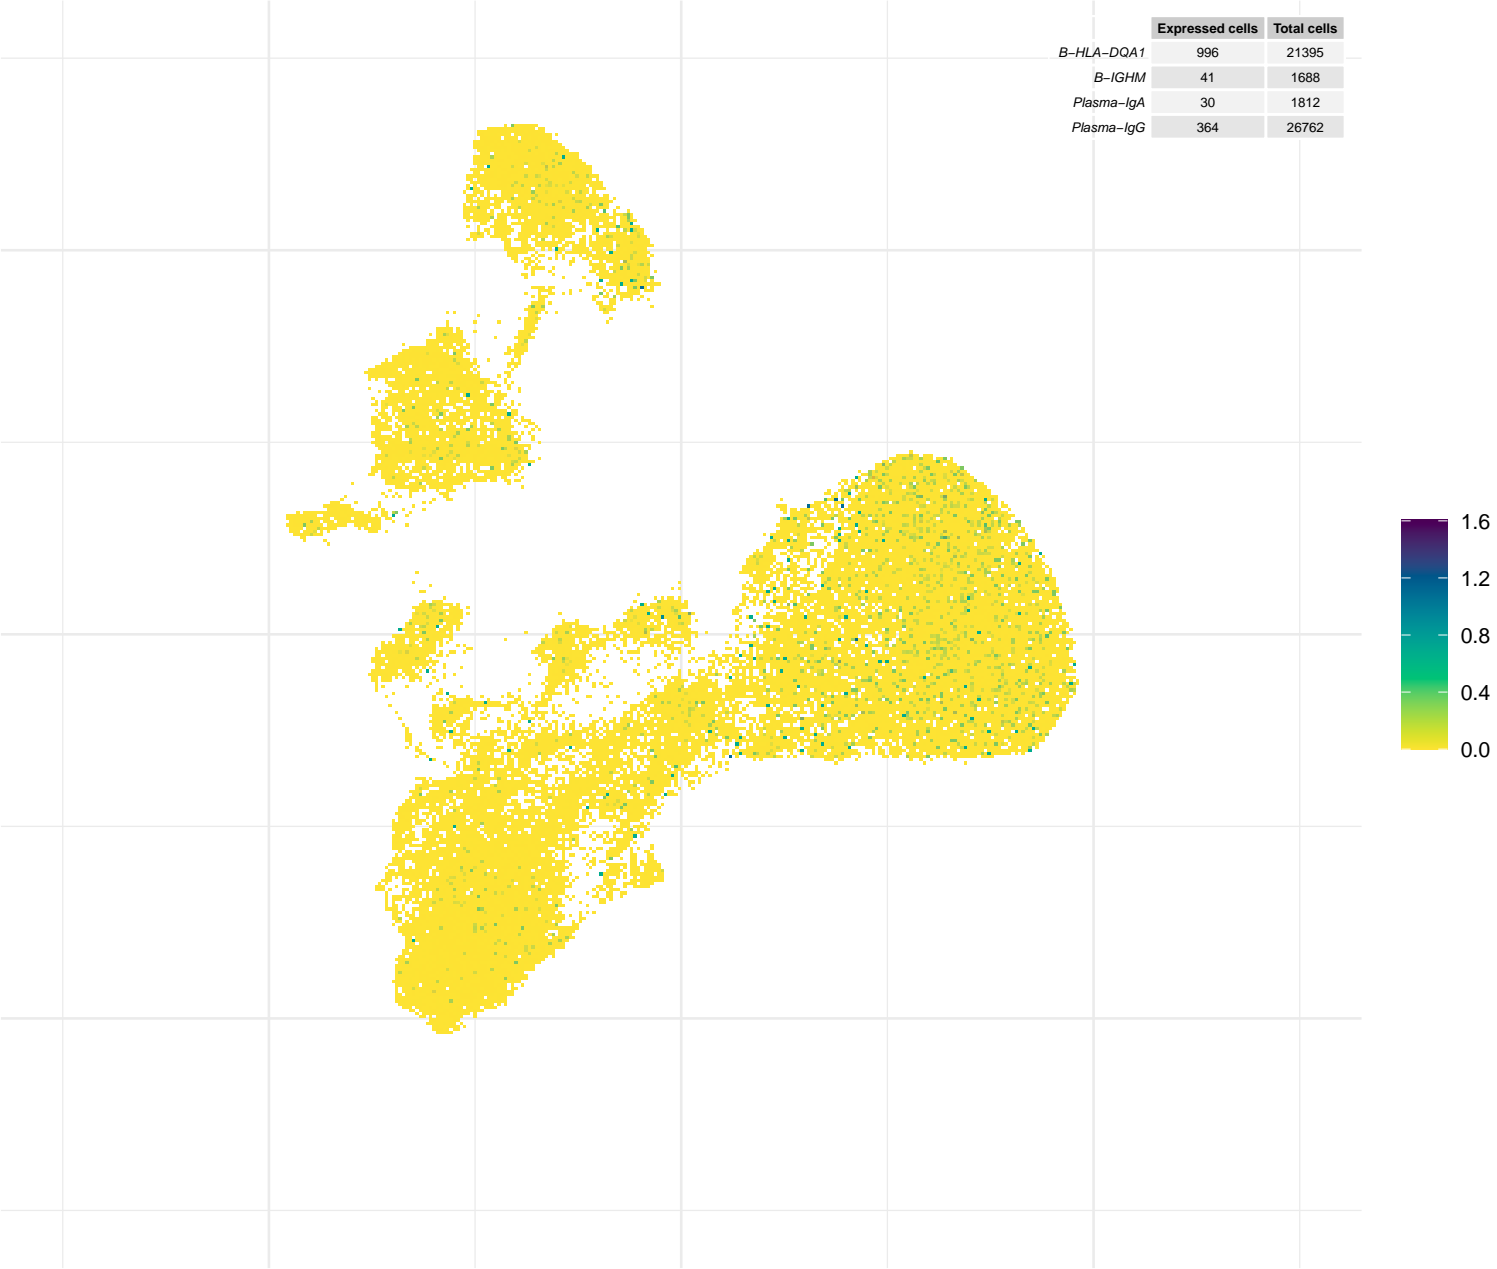 Expressed cells Total cells
B−HLA−DQA1 996 21395
B−IGHM 41 1688
Plasma−IgA 30 1812
Plasma−IgG 364 26762
1.6
1.2
0.8
0.4
0.0